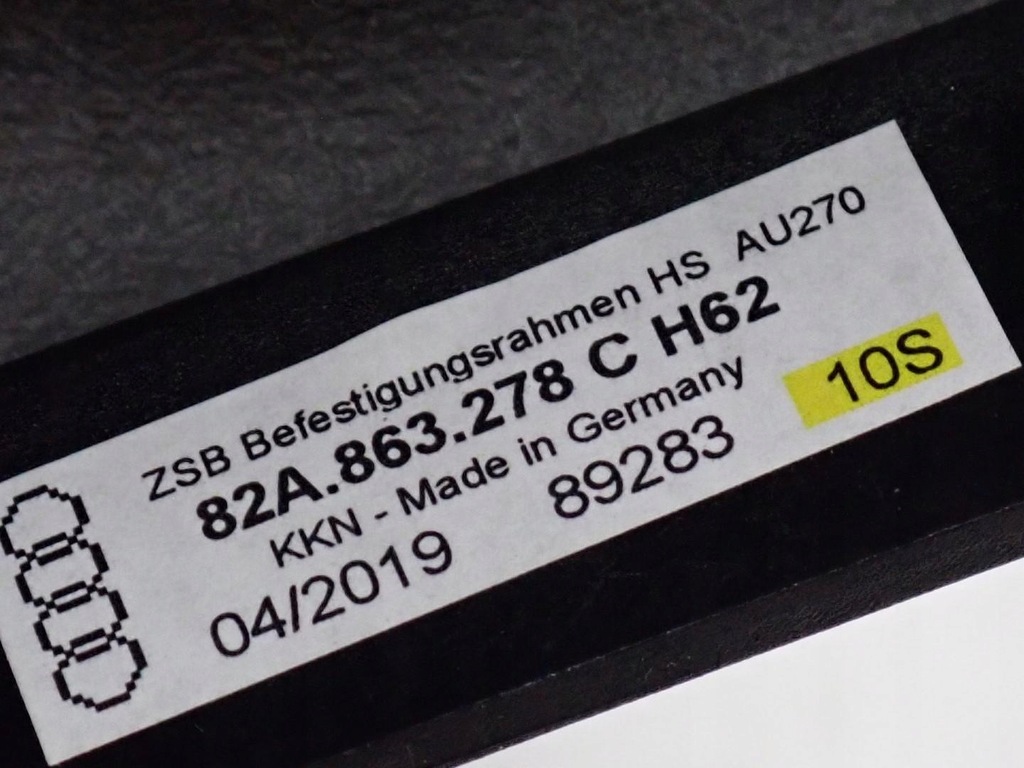 ZSB Befestigungsrahmen HS AU270
82A.863.278 C H62
KKN - Made in Germany
04/2019 89283 10S